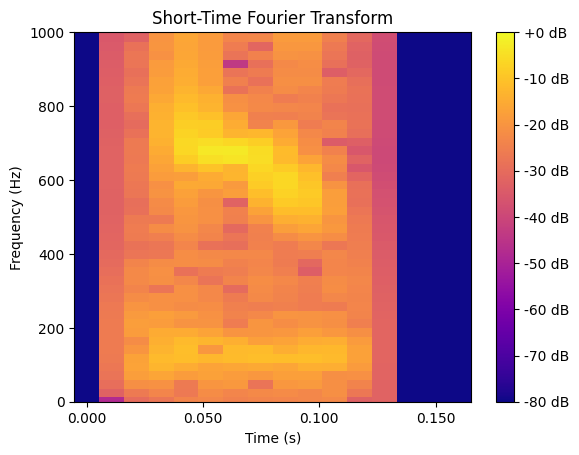 Short-Time Fourier Transform
1000
800
600
400
200
0
Frequency (Hz)
0.000
0.050
0.100
0.150
Time (s)
+0 dB
-10 dB
-20 dB
-30 dB
-40 dB
-50 dB
-60 dB
-70 dB
-80 dB